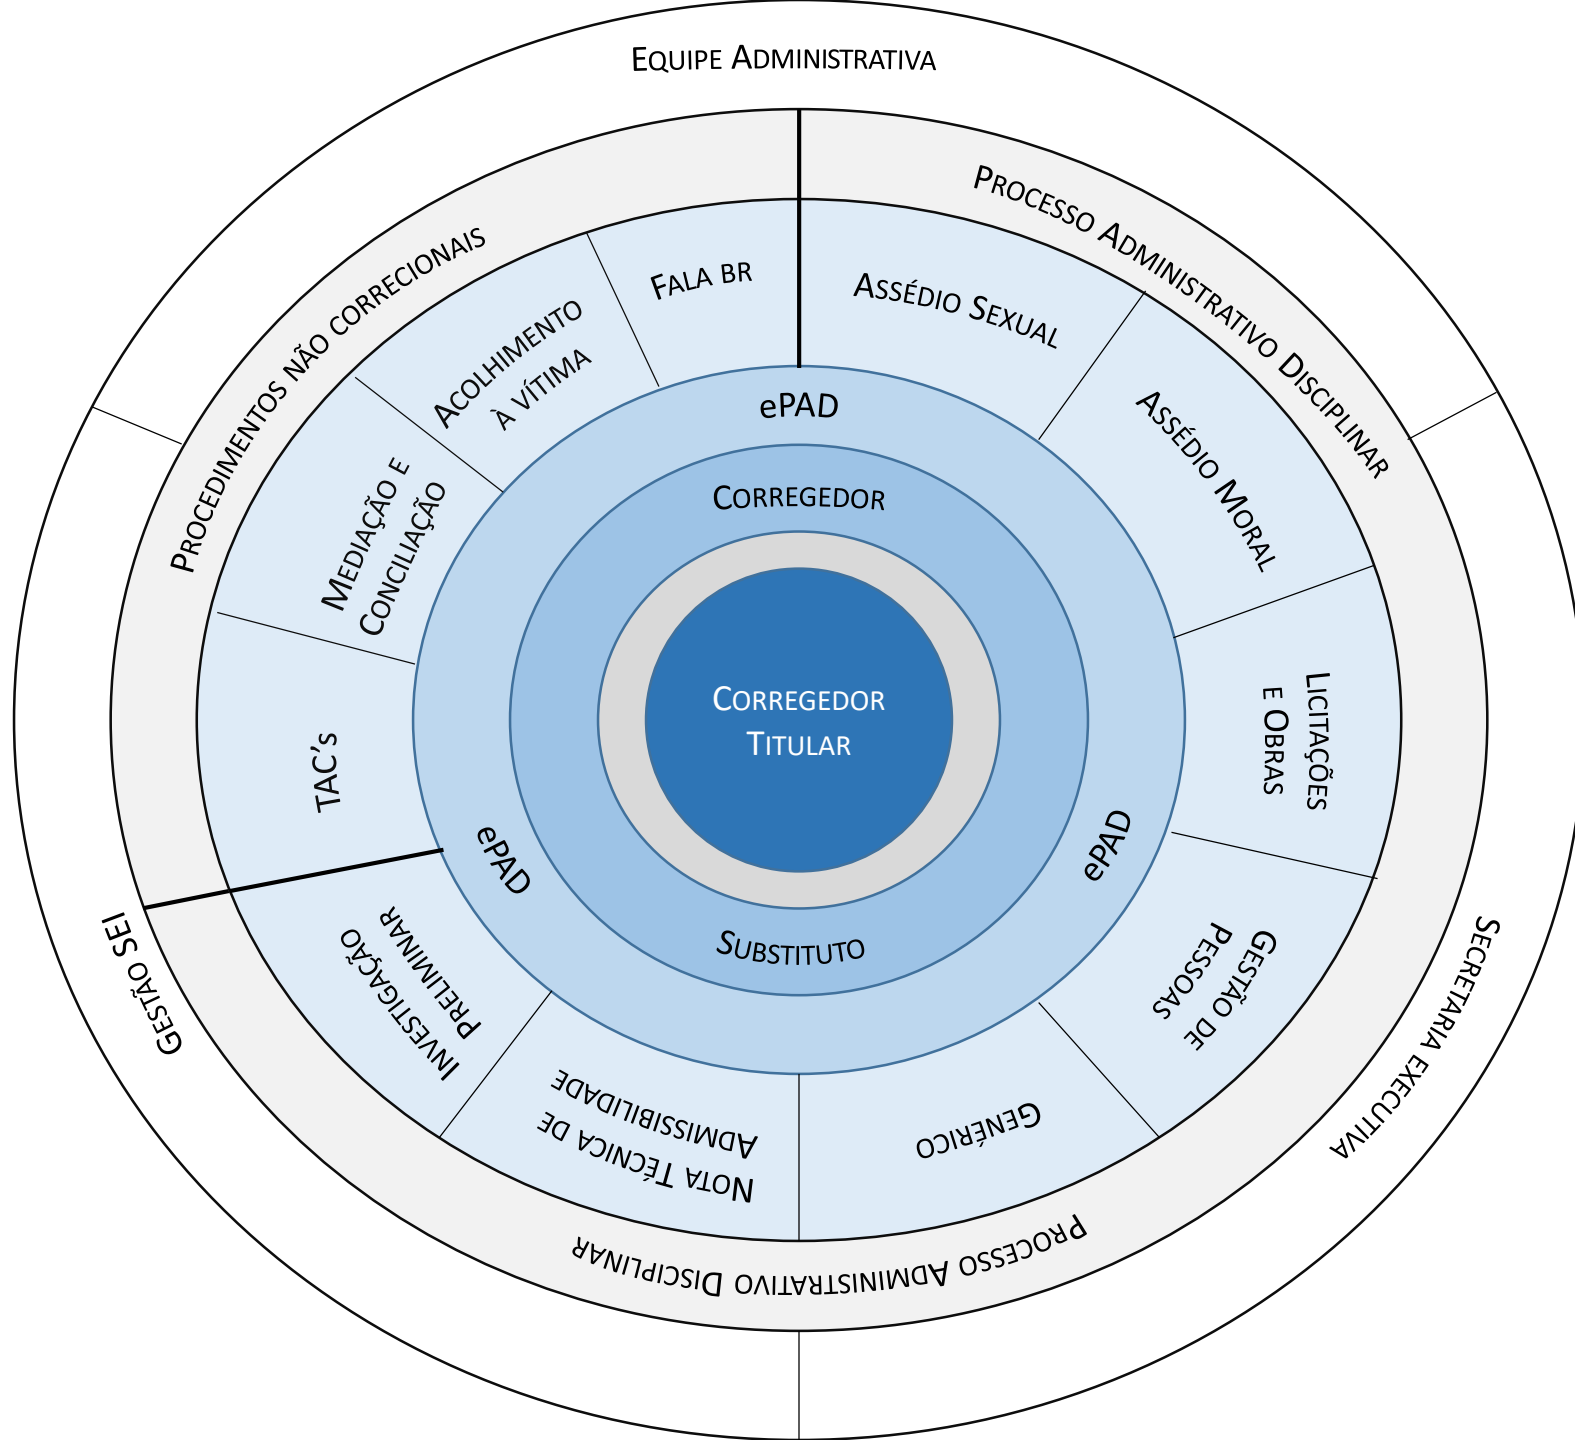 Equipe Administrativa
Processo Administrativo Disciplinar
Procedimentos não correcionais
Fala br
Assédio Sexual
Acolhimento
à vítima
Assédio Moral
Mediação e
Conciliação
ePAD
Corregedor
Corregedor
Titular
Licitações
e Obras
TAC's
ePAD
ePAD
Substituto
Gestão de
Pessoas
Investigação
Preliminar
Gestão SEI
Secretaria executiva
Genérico
Nota Técnica de
Admissibilidade
Processo Administrativo Disciplinar